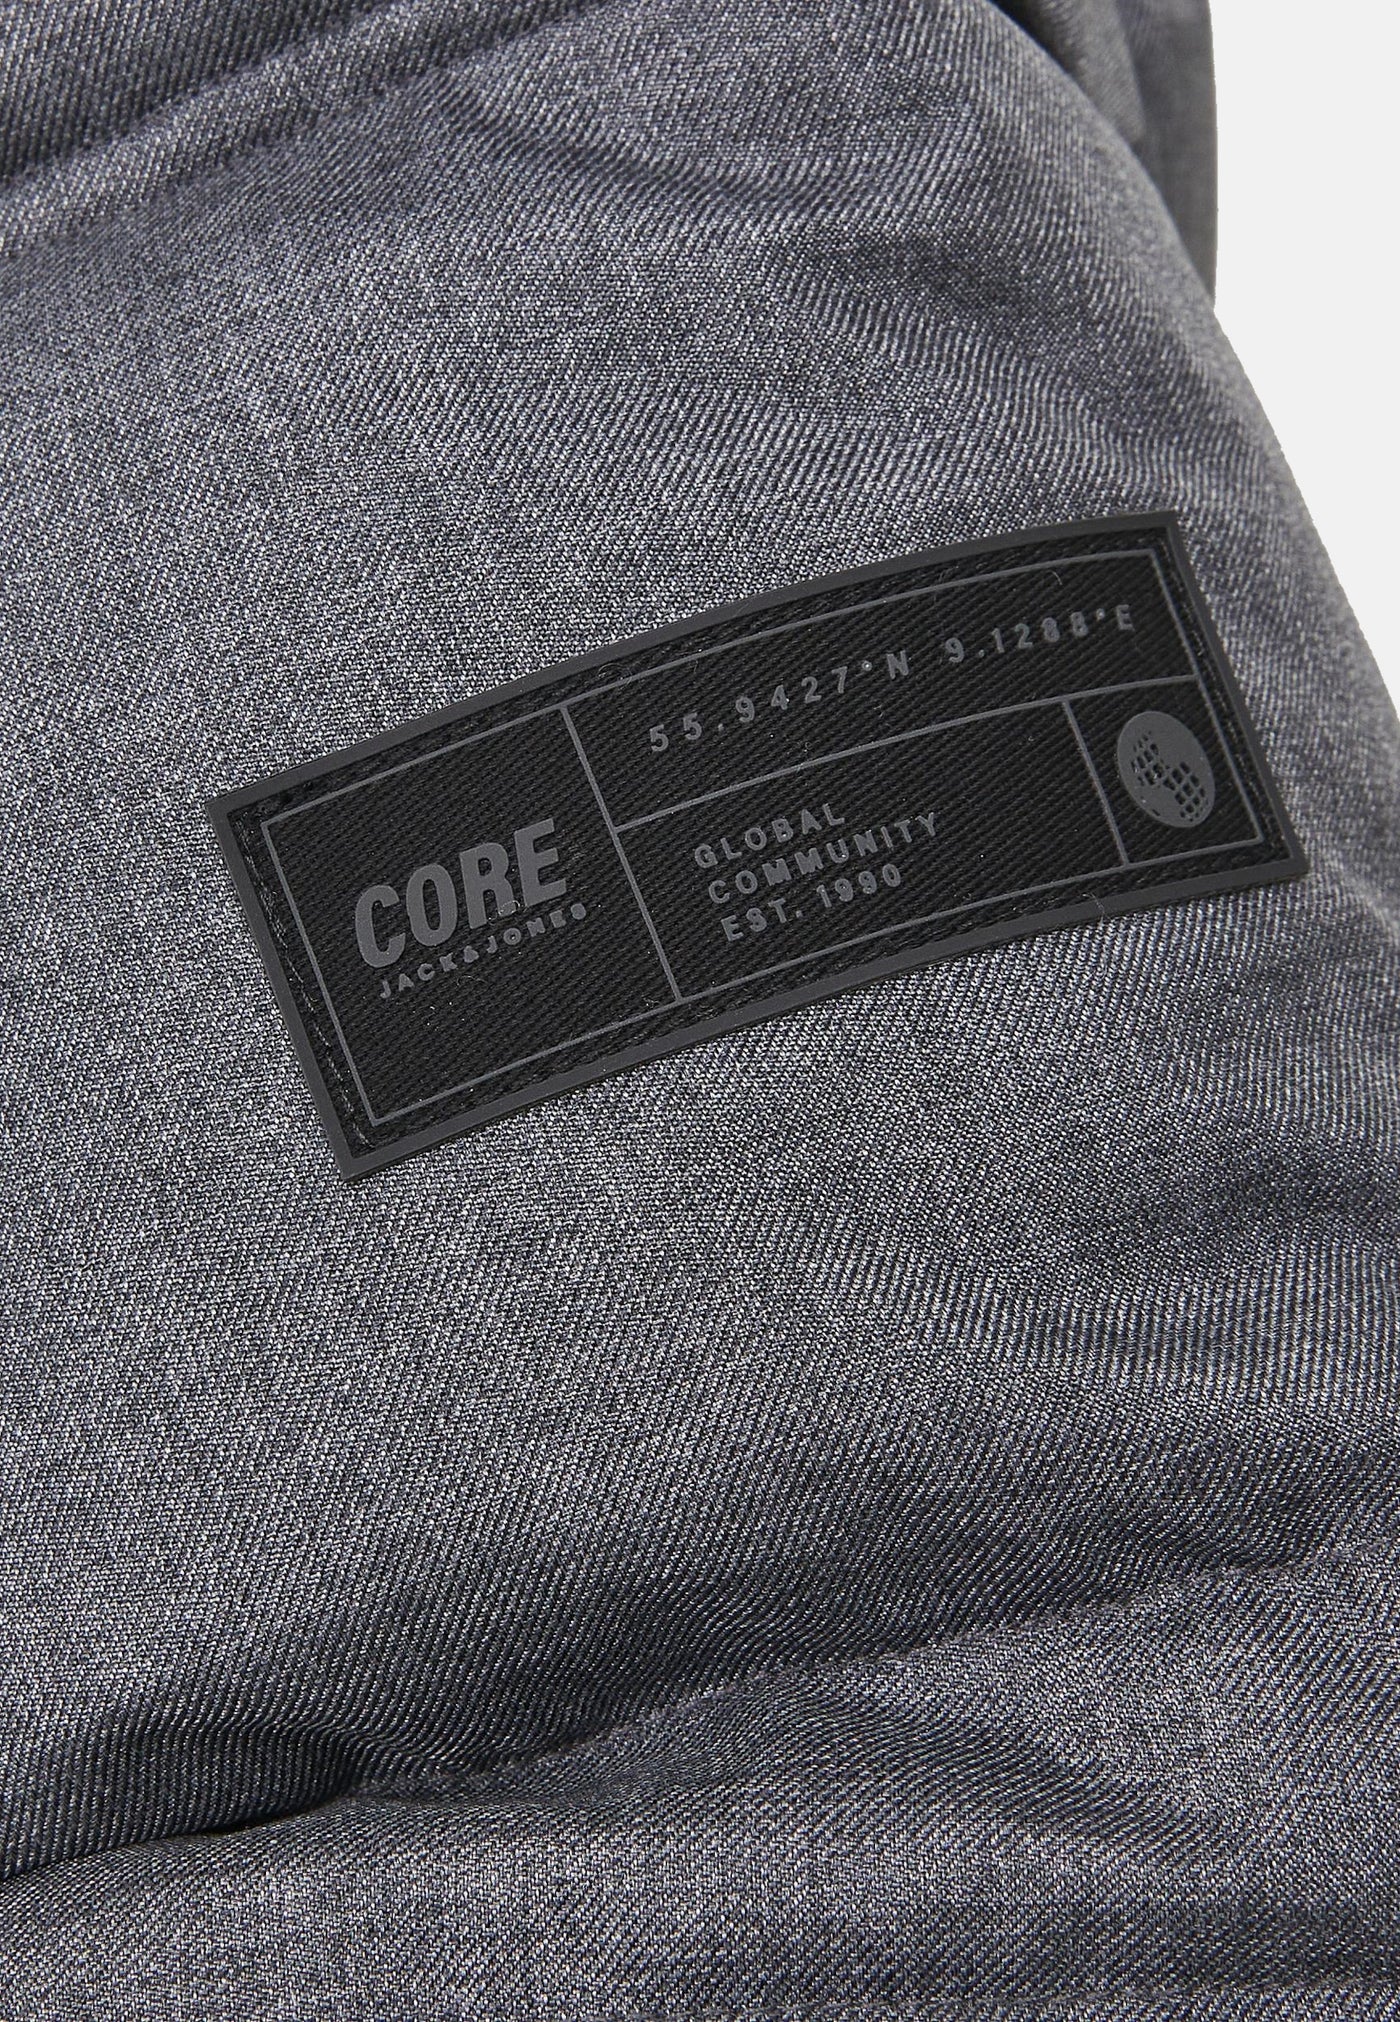 CORE
JACK&JONES®
55.9427°N 9.1288°E
GLOBAL
COMMUNITY
EST. 1990